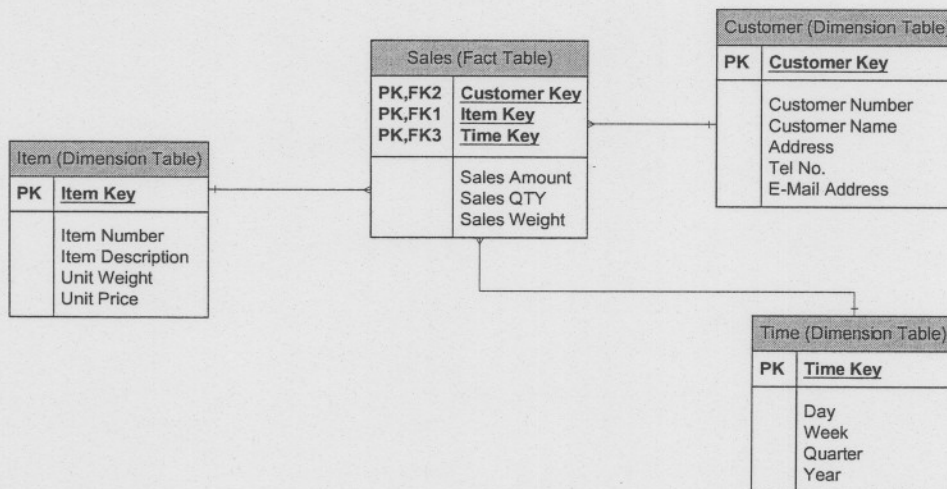 Customer (Dimension Table)
PK Customer Key
Customer Number
Customer Name
Address
Tel No.
E-Mail Address
Sales (Fact Table)
PK,FK2 Customer Key
PK,FK1 Item Key
PK,FK3 Time Key
Sales Amount
Sales QTY
Sales Weight
Item (Dimension Table)
PK Item Key
Item Number
Item Description
Unit Weight
Unit Price
Time (Dimension Table)
PK Time Key
Day
Week
Quarter
Year